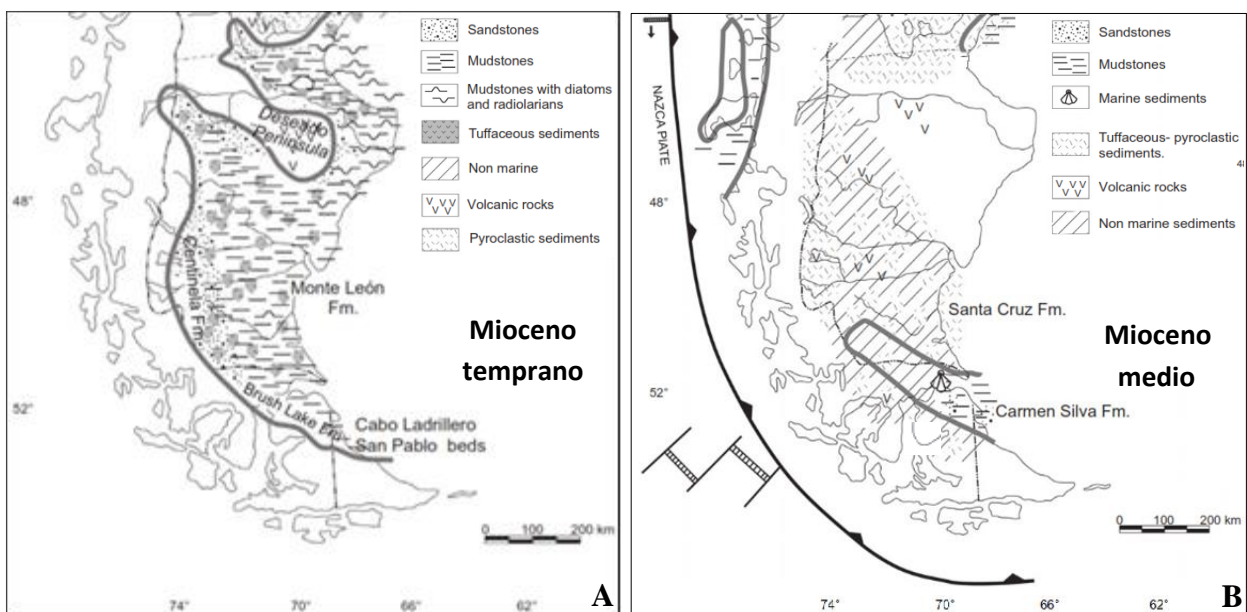 Sandstones
Mudstones
Mudstones with diatoms
and radiolarians
Tuffaceous sediments
Non marine
Volcanic rocks
Pyroclastic sediments
Deseado
Peninsula
48°
Centinela Fm.
Monte León
Fm.
Mioceno
temprano
52°
Brush Lake Fm.
Cabo Ladrillero
San Pablo beds
0 100 200 km
74° 70° 66° 62°
A
Sandstones
Mudstones
Marine sediments
Tuffaceous- pyroclastic
sediments.
Volcanic rocks
Non marine sediments
NAZCA PlATE
48
48°
Santa Cruz Fm.
Mioceno
medio
52°
Carmen Silva Fm.
0 100 200 km
74° 70° 66° 62°
B